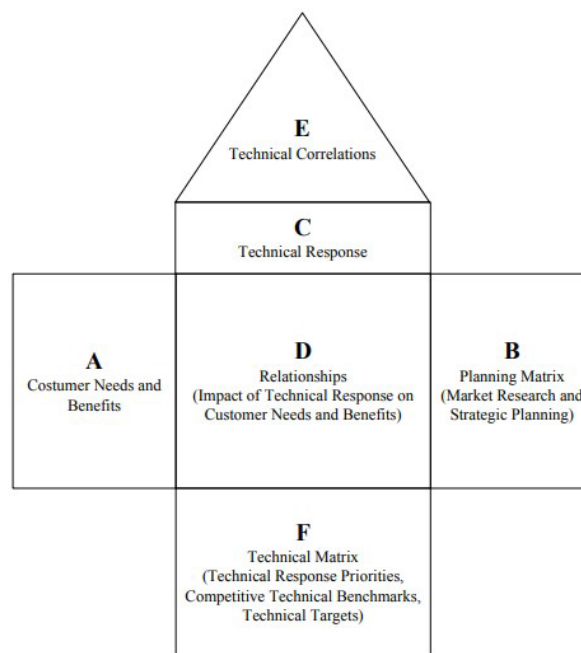 E
Technical Correlations
C
Technical Response
A
Costumer Needs and
Benefits
D
Relationships
(Impact of Technical Response on
Customer Needs and Benefits)
B
Planning Matrix
(Market Research and
Strategic Planning)
F
Technical Matrix
(Technical Response Priorities,
Competitive Technical Benchmarks,
Technical Targets)